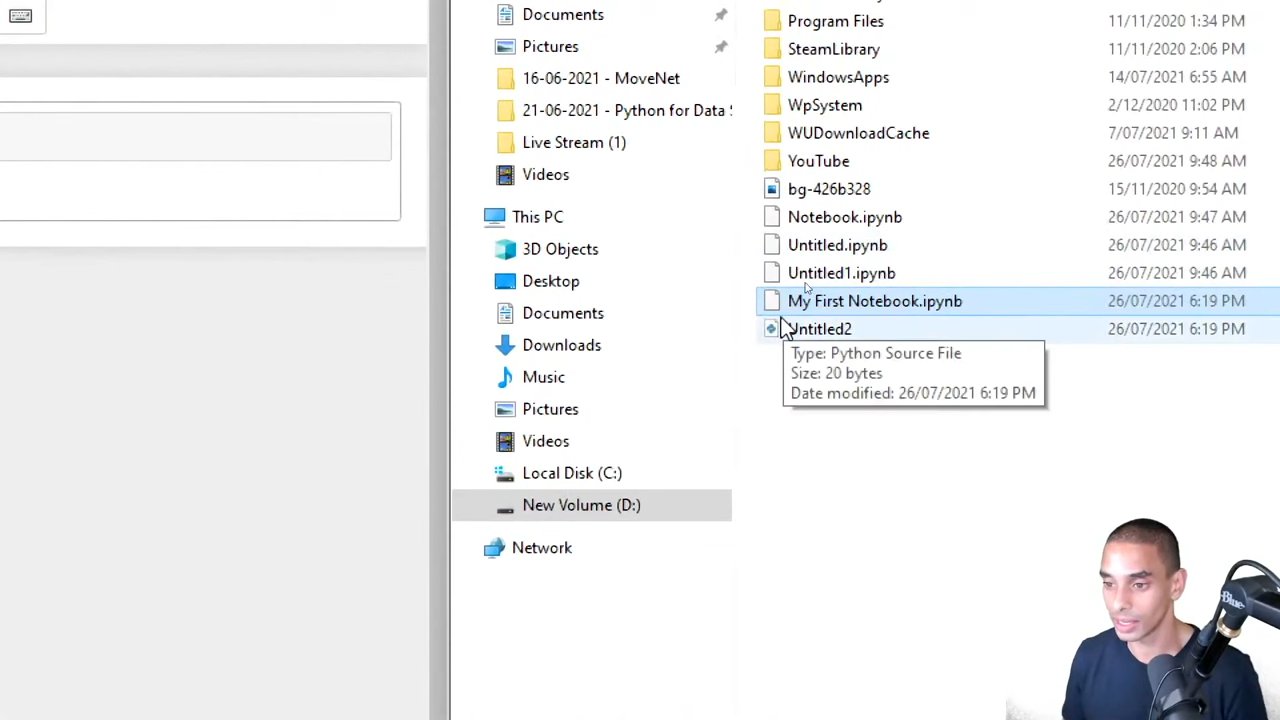 Documents
Pictures
16-06-2021 - MoveNet
21-06-2021 - Python for Data
Live Stream (1)
Videos
This PC
3D Objects
Desktop
Documents
Downloads
Music
Pictures
Videos
Local Disk (C:)
New Volume (D:)
Network
Program Files 11/11/2020 1:34 PM
SteamLibrary 11/11/2020 2:06 PM
WindowsApps 14/07/2021 6:55 AM
WpSystem 2/12/2020 11:02 PM
WUDownloadCache 7/07/2021 9:11 AM
YouTube 26/07/2021 9:48 AM
bg-426b328 15/11/2020 9:54 AM
Notebook.ipynb 26/07/2021 9:47 AM
Untitled.ipynb 26/07/2021 9:46 AM
Untitled1.ipynb 26/07/2021 9:46 AM
My First Notebook.ipynb 26/07/2021 6:19 PM
Untitled2 26/07/2021 6:19 PM
Type: Python Source File
Size: 20 bytes
Date modified: 26/07/2021 6:19 PM
Blue